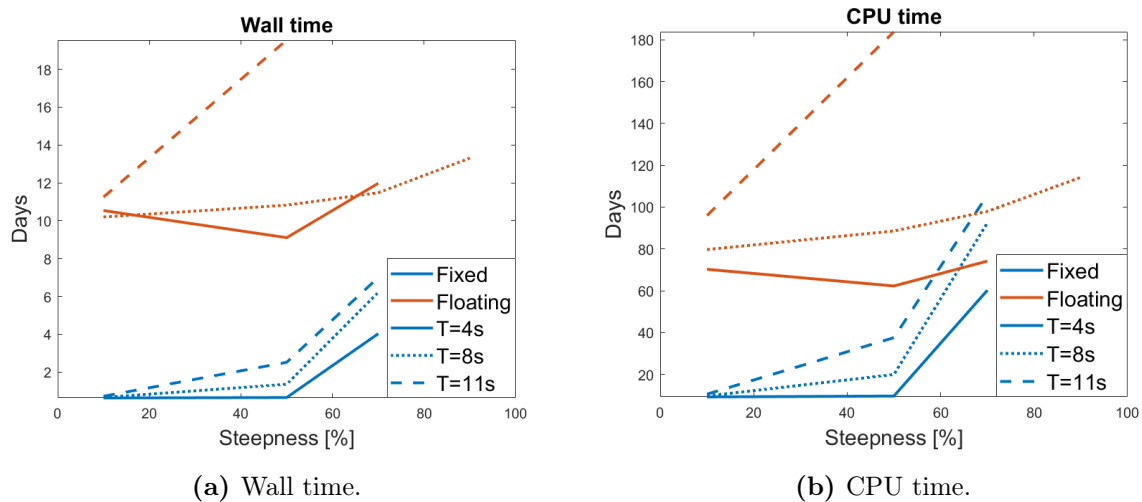 Wall time
18
16
14
12
10
8
6
4
2
Days
0
20
40
60
80
100
Steepness [%]
Fixed
Floating
T=4s
T=8s
T=11s
(a) Wall time.
CPU time
180
160
140
120
100
80
60
40
20
Days
0
20
40
60
80
100
Steepness [%]
Fixed
Floating
T=4s
T=8s
T=11s
(b) CPU time.